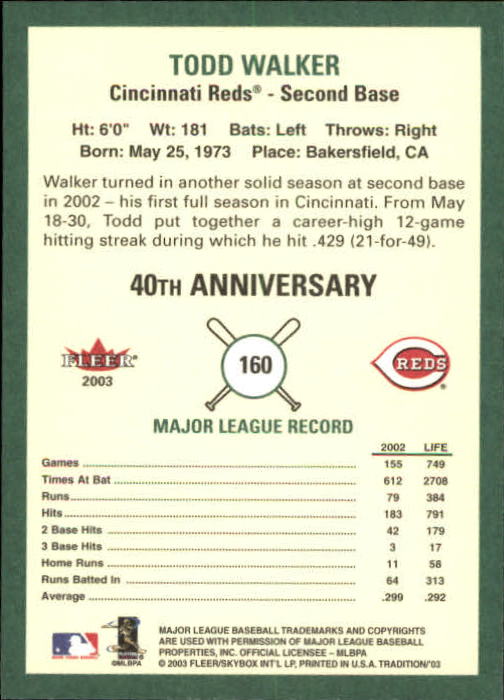 TODD WALKER
Cincinnati Reds® - Second Base
Ht: 6'0" Wt: 181 Bats: Left Throws: Right
Born: May 25, 1973 Place: Bakersfield, CA
Walker turned in another solid season at second base
in 2002 – his first full season in Cincinnati. From May
18-30, Todd put together a career-high 12-game
hitting streak during which he hit .429 (21-for-49).
40TH ANNIVERSARY
FLEER®
2003
160
REDS®
MAJOR LEAGUE RECORD
2002 LIFE
Games 155 749
Times At Bat 612 2708
Runs 79 384
Hits 183 791
2 Base Hits 42 179
3 Base Hits 3 17
Home Runs 11 58
Runs Batted In 64 313
Average .299 .292
©MLBPA
MAJOR LEAGUE BASEBALL TRADEMARKS AND COPYRIGHTS
ARE USED WITH PERMISSION OF MAJOR LEAGUE BASEBALL
PROPERTIES, INC. OFFICIAL LICENSEE – MLBPA
© 2003 FLEER/SKYBOX INT'L LP, PRINTED IN U.S.A. TRADITION/'03